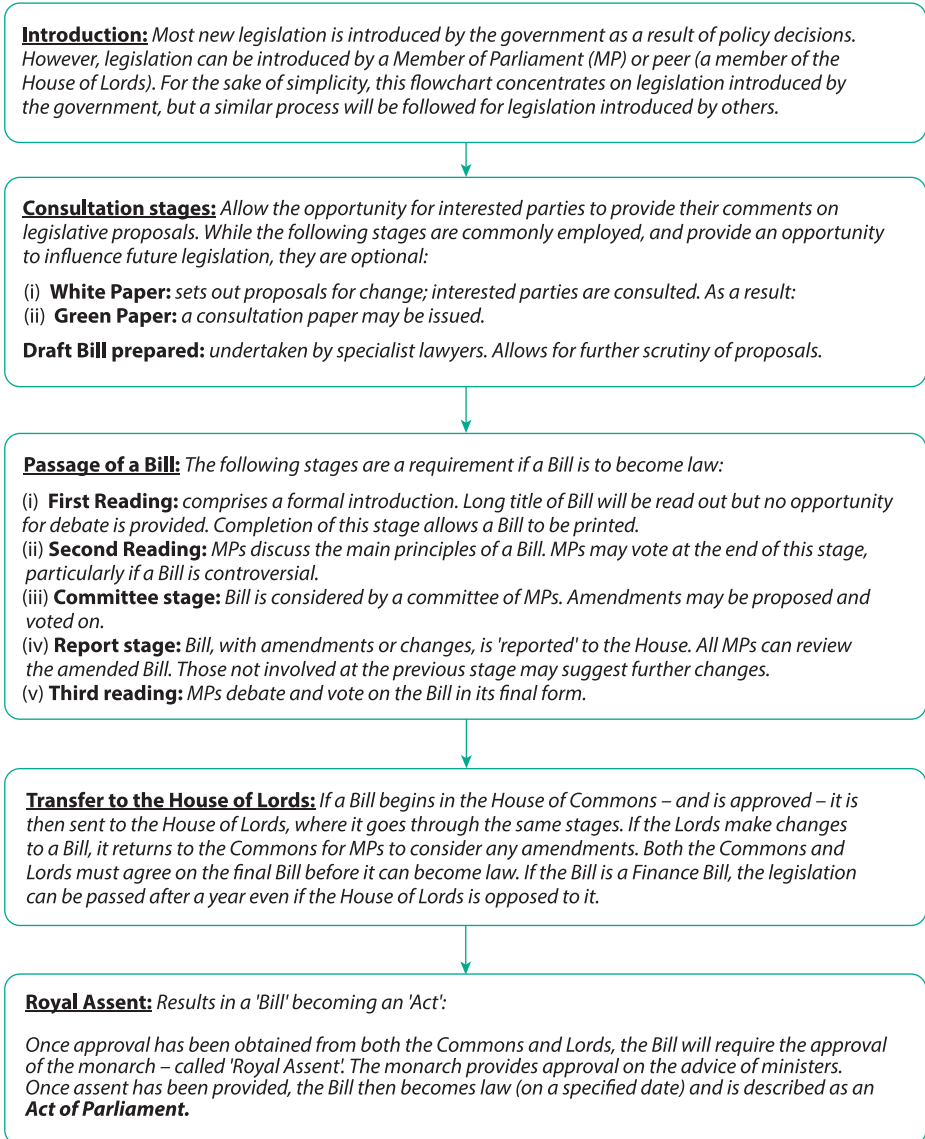 Introduction: Most new legislation is introduced by the government as a result of policy decisions.
However, legislation can be introduced by a Member of Parliament (MP) or peer (a member of the
House of Lords). For the sake of simplicity, this flowchart concentrates on legislation introduced by
the government, but a similar process will be followed for legislation introduced by others.
Consultation stages: Allow the opportunity for interested parties to provide their comments on
legislative proposals. While the following stages are commonly employed, and provide an opportunity
to influence future legislation, they are optional:
(i) White Paper: sets out proposals for change; interested parties are consulted. As a result:
(ii) Green Paper: a consultation paper may be issued.
Draft Bill prepared: undertaken by specialist lawyers. Allows for further scrutiny of proposals.
Passage of a Bill: The following stages are a requirement if a Bill is to become law:
(i) First Reading: comprises a formal introduction. Long title of Bill will be read out but no opportunity
for debate is provided. Completion of this stage allows a Bill to be printed.
(ii) Second Reading: MPs discuss the main principles of a Bill. MPs may vote at the end of this stage,
particularly if a Bill is controversial.
(iii) Committee stage: Bill is considered by a committee of MPs. Amendments may be proposed and
voted on.
(iv) Report stage: Bill, with amendments or changes, is 'reported' to the House. All MPs can review
the amended Bill. Those not involved at the previous stage may suggest further changes.
(v) Third reading: MPs debate and vote on the Bill in its final form.
Transfer to the House of Lords: If a Bill begins in the House of Commons – and is approved – it is
then sent to the House of Lords, where it goes through the same stages. If the Lords make changes
to a Bill, it returns to the Commons for MPs to consider any amendments. Both the Commons and
Lords must agree on the final Bill before it can become law. If the Bill is a Finance Bill, the legislation
can be passed after a year even if the House of Lords is opposed to it.
Royal Assent: Results in a 'Bill' becoming an 'Act':
Once approval has been obtained from both the Commons and Lords, the Bill will require the approval
of the monarch – called 'Royal Assent'. The monarch provides approval on the advice of ministers.
Once assent has been provided, the Bill then becomes law (on a specified date) and is described as an
Act of Parliament.